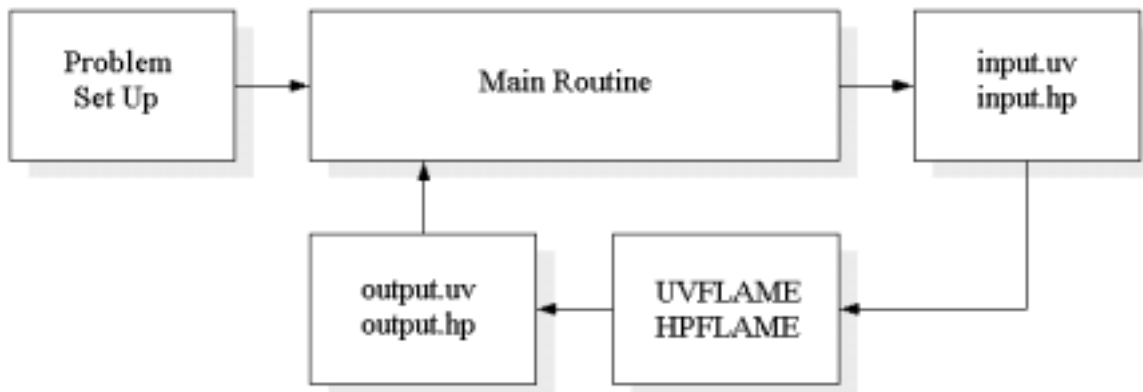 Problem
Set Up
Main Routine
input.uv
input.hp
output.uv
output.hp
UVFLAME
HPFLAME